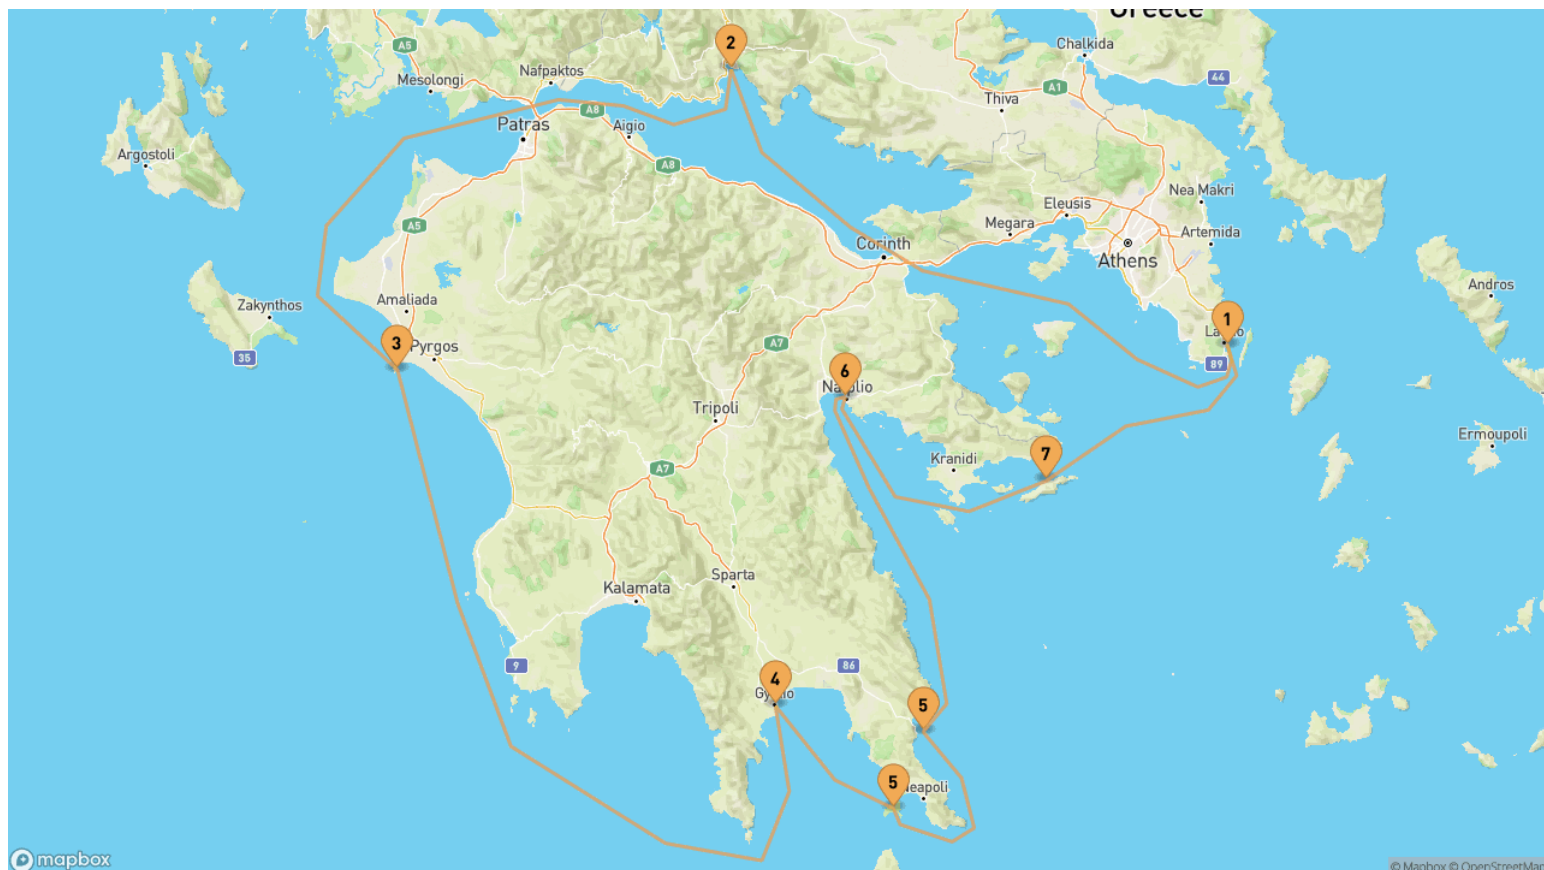 Greece
2
A5
Chalkida
Nafpaktos
Mesolongi
44
A1
Thiva
A8
Patras
Aigio
Argostoli
A8
Nea Makri
Eleusis
A5
Megara
Artemida
Corinth
Athens
Andros
Zakynthos
Amaliada
1
3
Pyrgos
A7
35
89
6
Tripoli
Ermoupoli
7
Kranidi
A7
Sparta
Kalamata
9
86
4
5
5
eapoli
mapbox
© Mapbox © OpenStreetMap